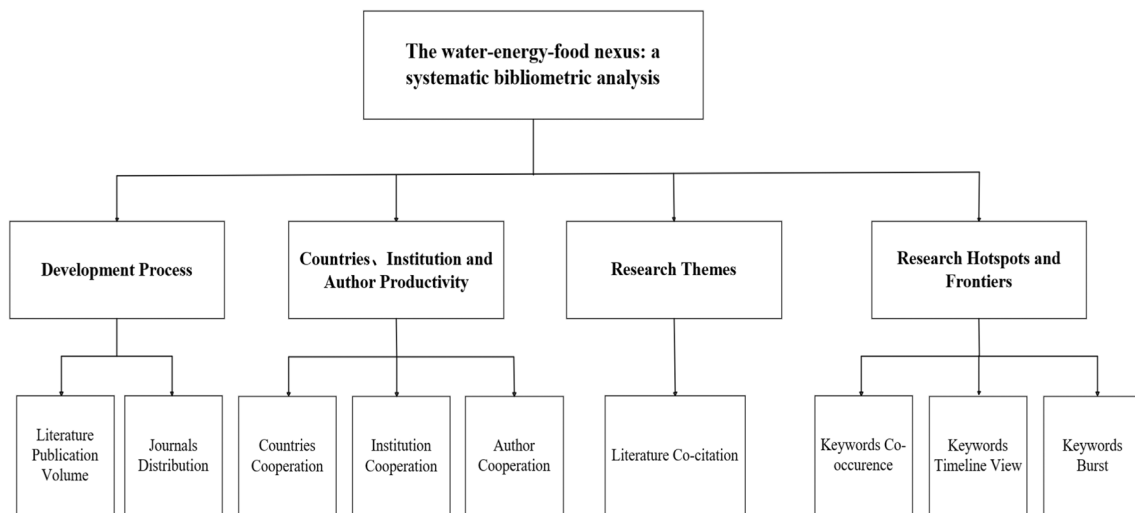 The water-energy-food nexus: a
systematic bibliometric analysis
Development Process
Countries、Institution and
Author Productivity
Research Themes
Research Hotspots and
Frontiers
Literature
Publication
Volume
Journals
Distribution
Countries
Cooperation
Institution
Cooperation
Author
Cooperation
Literature Co-citation
Keywords Co-
occurence
Keywords
Timeline View
Keywords
Burst